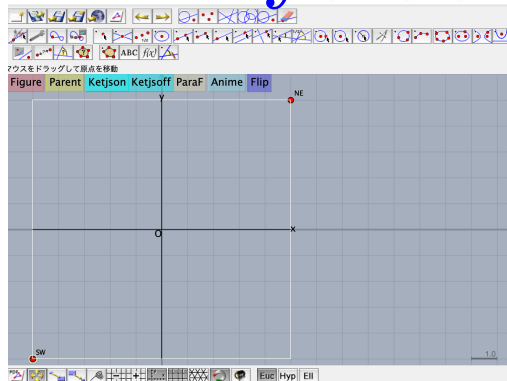 ABC f(x)
マウスをドラッグして原点を移動
Figure Parent Ketjson Ketjsoff ParaF Anime Flip
y
NE
O
x
SW
1.0
Euc Hyp Ell